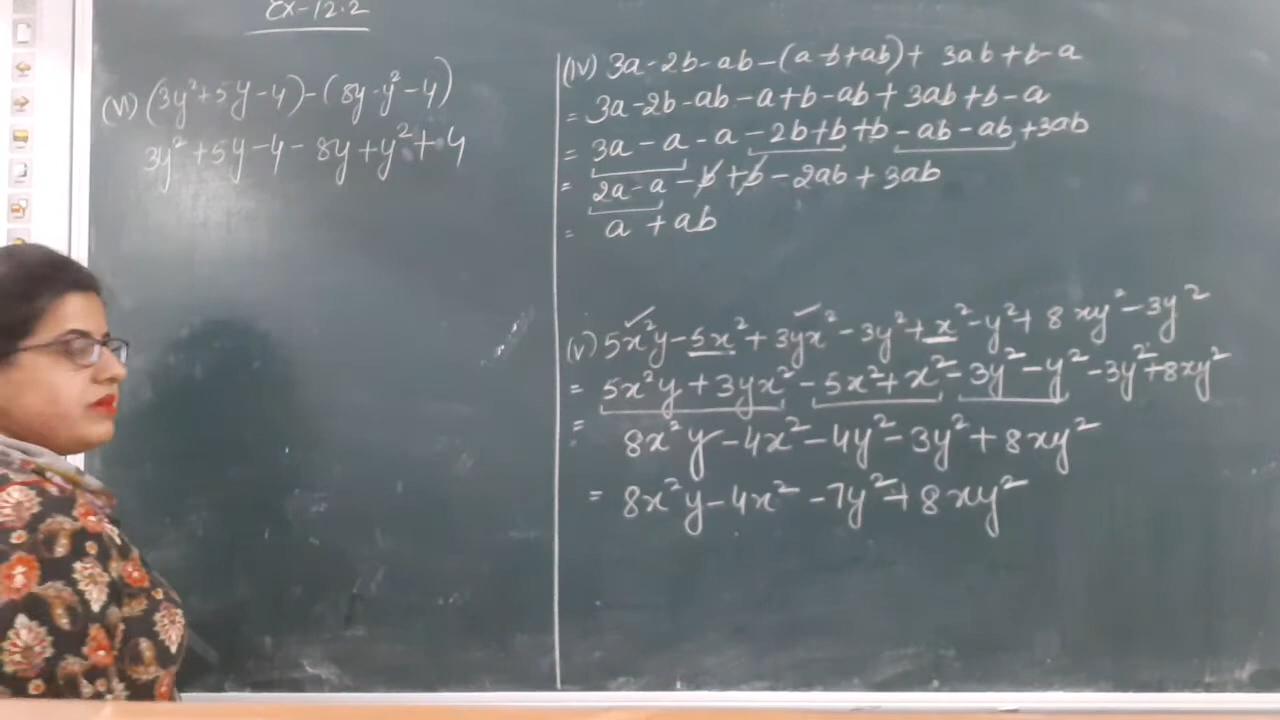 Ex-12.2
(VI) (3y²+5y-4)-(8y-y²-4)
3y²+5y-4-8y+y²+4
(IV) 3a-2b-ab-(a-b+ab)+3ab+b-a
= 3a-2b-ab-a+b-ab+3ab+b-a
= 3a-a-a-2b+b+b-ab-ab+3ab
= 2a-a-b+b-2ab+3ab
= a+ab
(V) 5x²y-5x²+3yx²-3y²+x²-y²+8xy²-3y²
= 5x²y+3yx²-5x²+x²-3y²-y²-3y²+8xy²
= 8x²y-4x²-4y²-3y²+8xy²
= 8x²y-4x²-7y²+8xy²